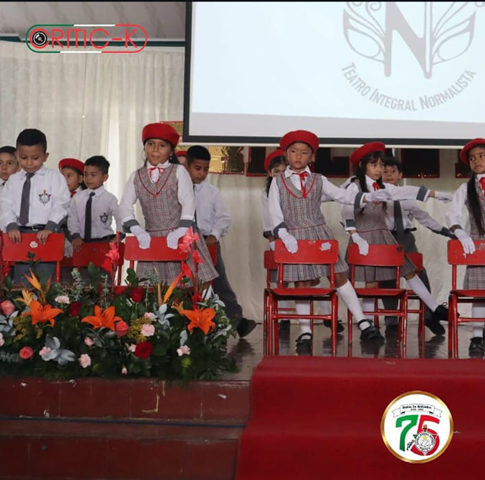 CRITIC-K
N
TEATRO INTEGRAL NORMALISTA
75